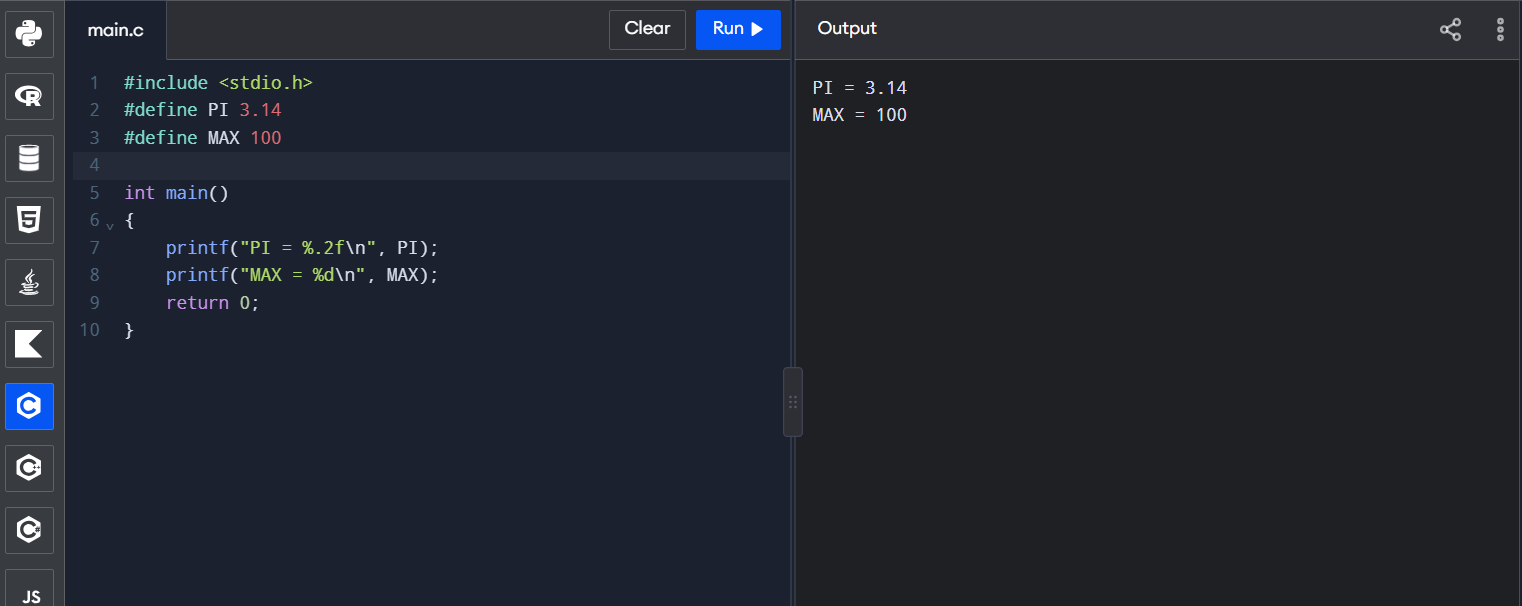 main.c
Clear
Run
Output
1 #include <stdio.h>
2 #define PI 3.14
3 #define MAX 100
4
5 int main()
6 {
7     printf("PI = %.2f\n", PI);
8     printf("MAX = %d\n", MAX);
9     return 0;
10 }
PI = 3.14
MAX = 100
R
5
C
C++
C#
JS